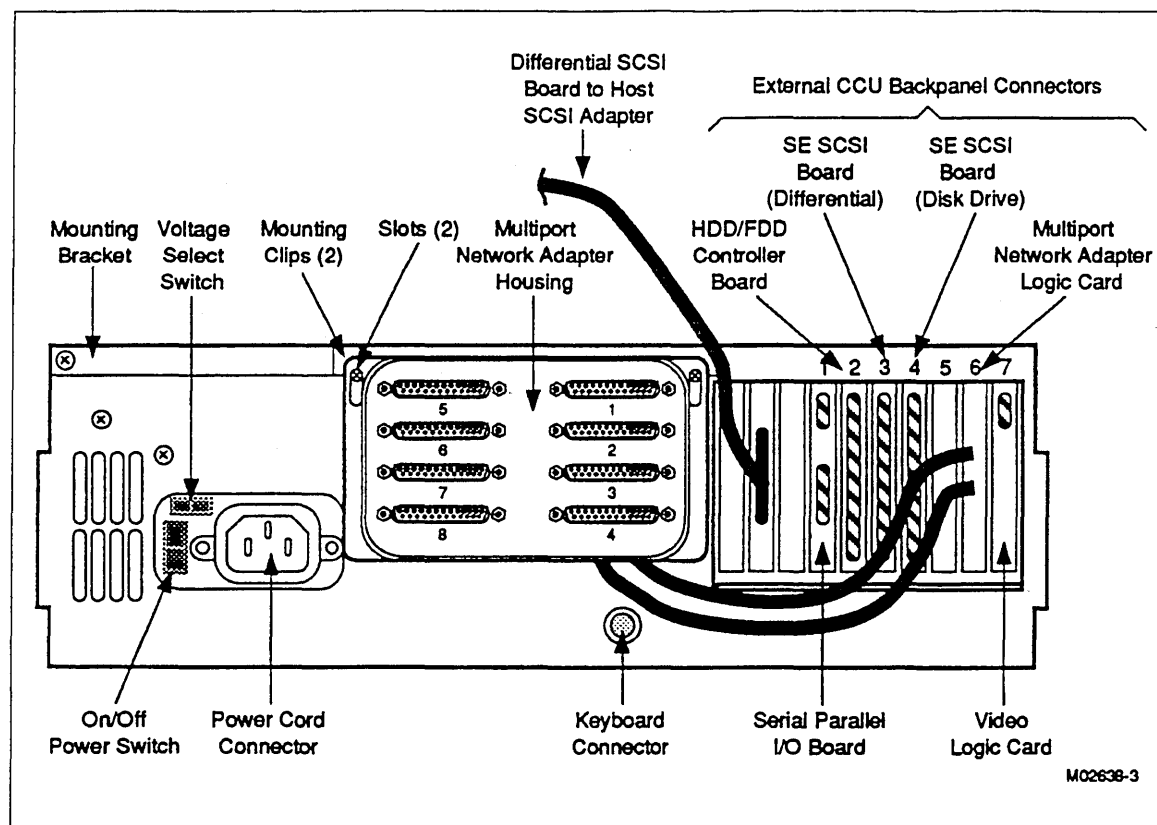 Differential SCSI
Board to Host
SCSI Adapter
External CCU Backpanel Connectors
SE SCSI
Board
(Differential)
SE SCSI
Board
(Disk Drive)
Mounting
Bracket
Voltage
Select
Switch
Mounting
Clips (2)
Slots (2)
Multiport
Network Adapter
Housing
HDD/FDD
Controller
Board
Multiport
Network Adapter
Logic Card
1 2 3 4 5 6 7
5 1
6 2
7 3
8 4
On/Off
Power Switch
Power Cord
Connector
Keyboard
Connector
Serial Parallel
I/O Board
Video
Logic Card
M02638-3